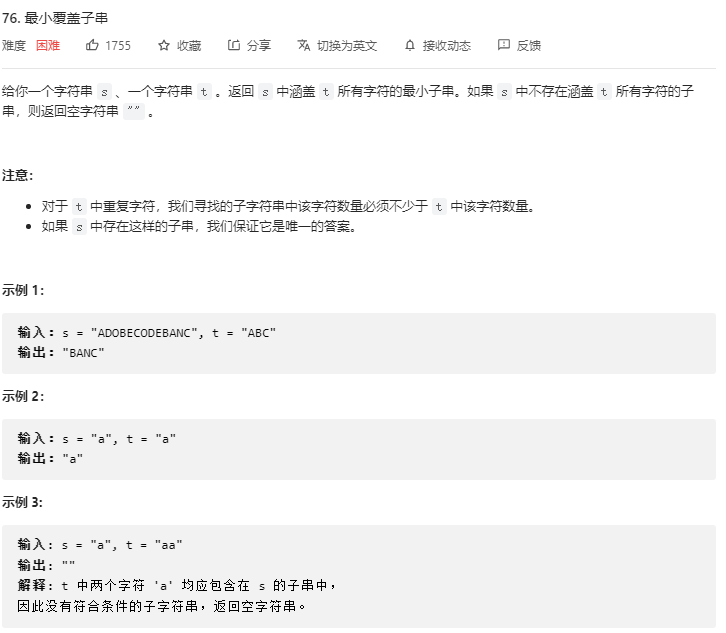 76. 最小覆盖子串
难度 困难 1755 收藏 分享 切换为英文 接收动态 反馈
给你一个字符串 s 、一个字符串 t 。返回 s 中涵盖 t 所有字符的最小子串。如果 s 中不存在涵盖 t 所有字符的子
串，则返回空字符串 "" 。
注意：
对于 t 中重复字符，我们寻找的子字符串中该字符数量必须不少于 t 中该字符数量。
如果 s 中存在这样的子串，我们保证它是唯一的答案。
示例 1：
输入：s = "ADOBECODEBANC", t = "ABC"
输出："BANC"
示例 2：
输入：s = "a", t = "a"
输出："a"
示例 3:
输入: s = "a", t = "aa"
输出: ""
解释: t 中两个字符 'a' 均应包含在 s 的子串中，
因此没有符合条件的子字符串，返回空字符串。